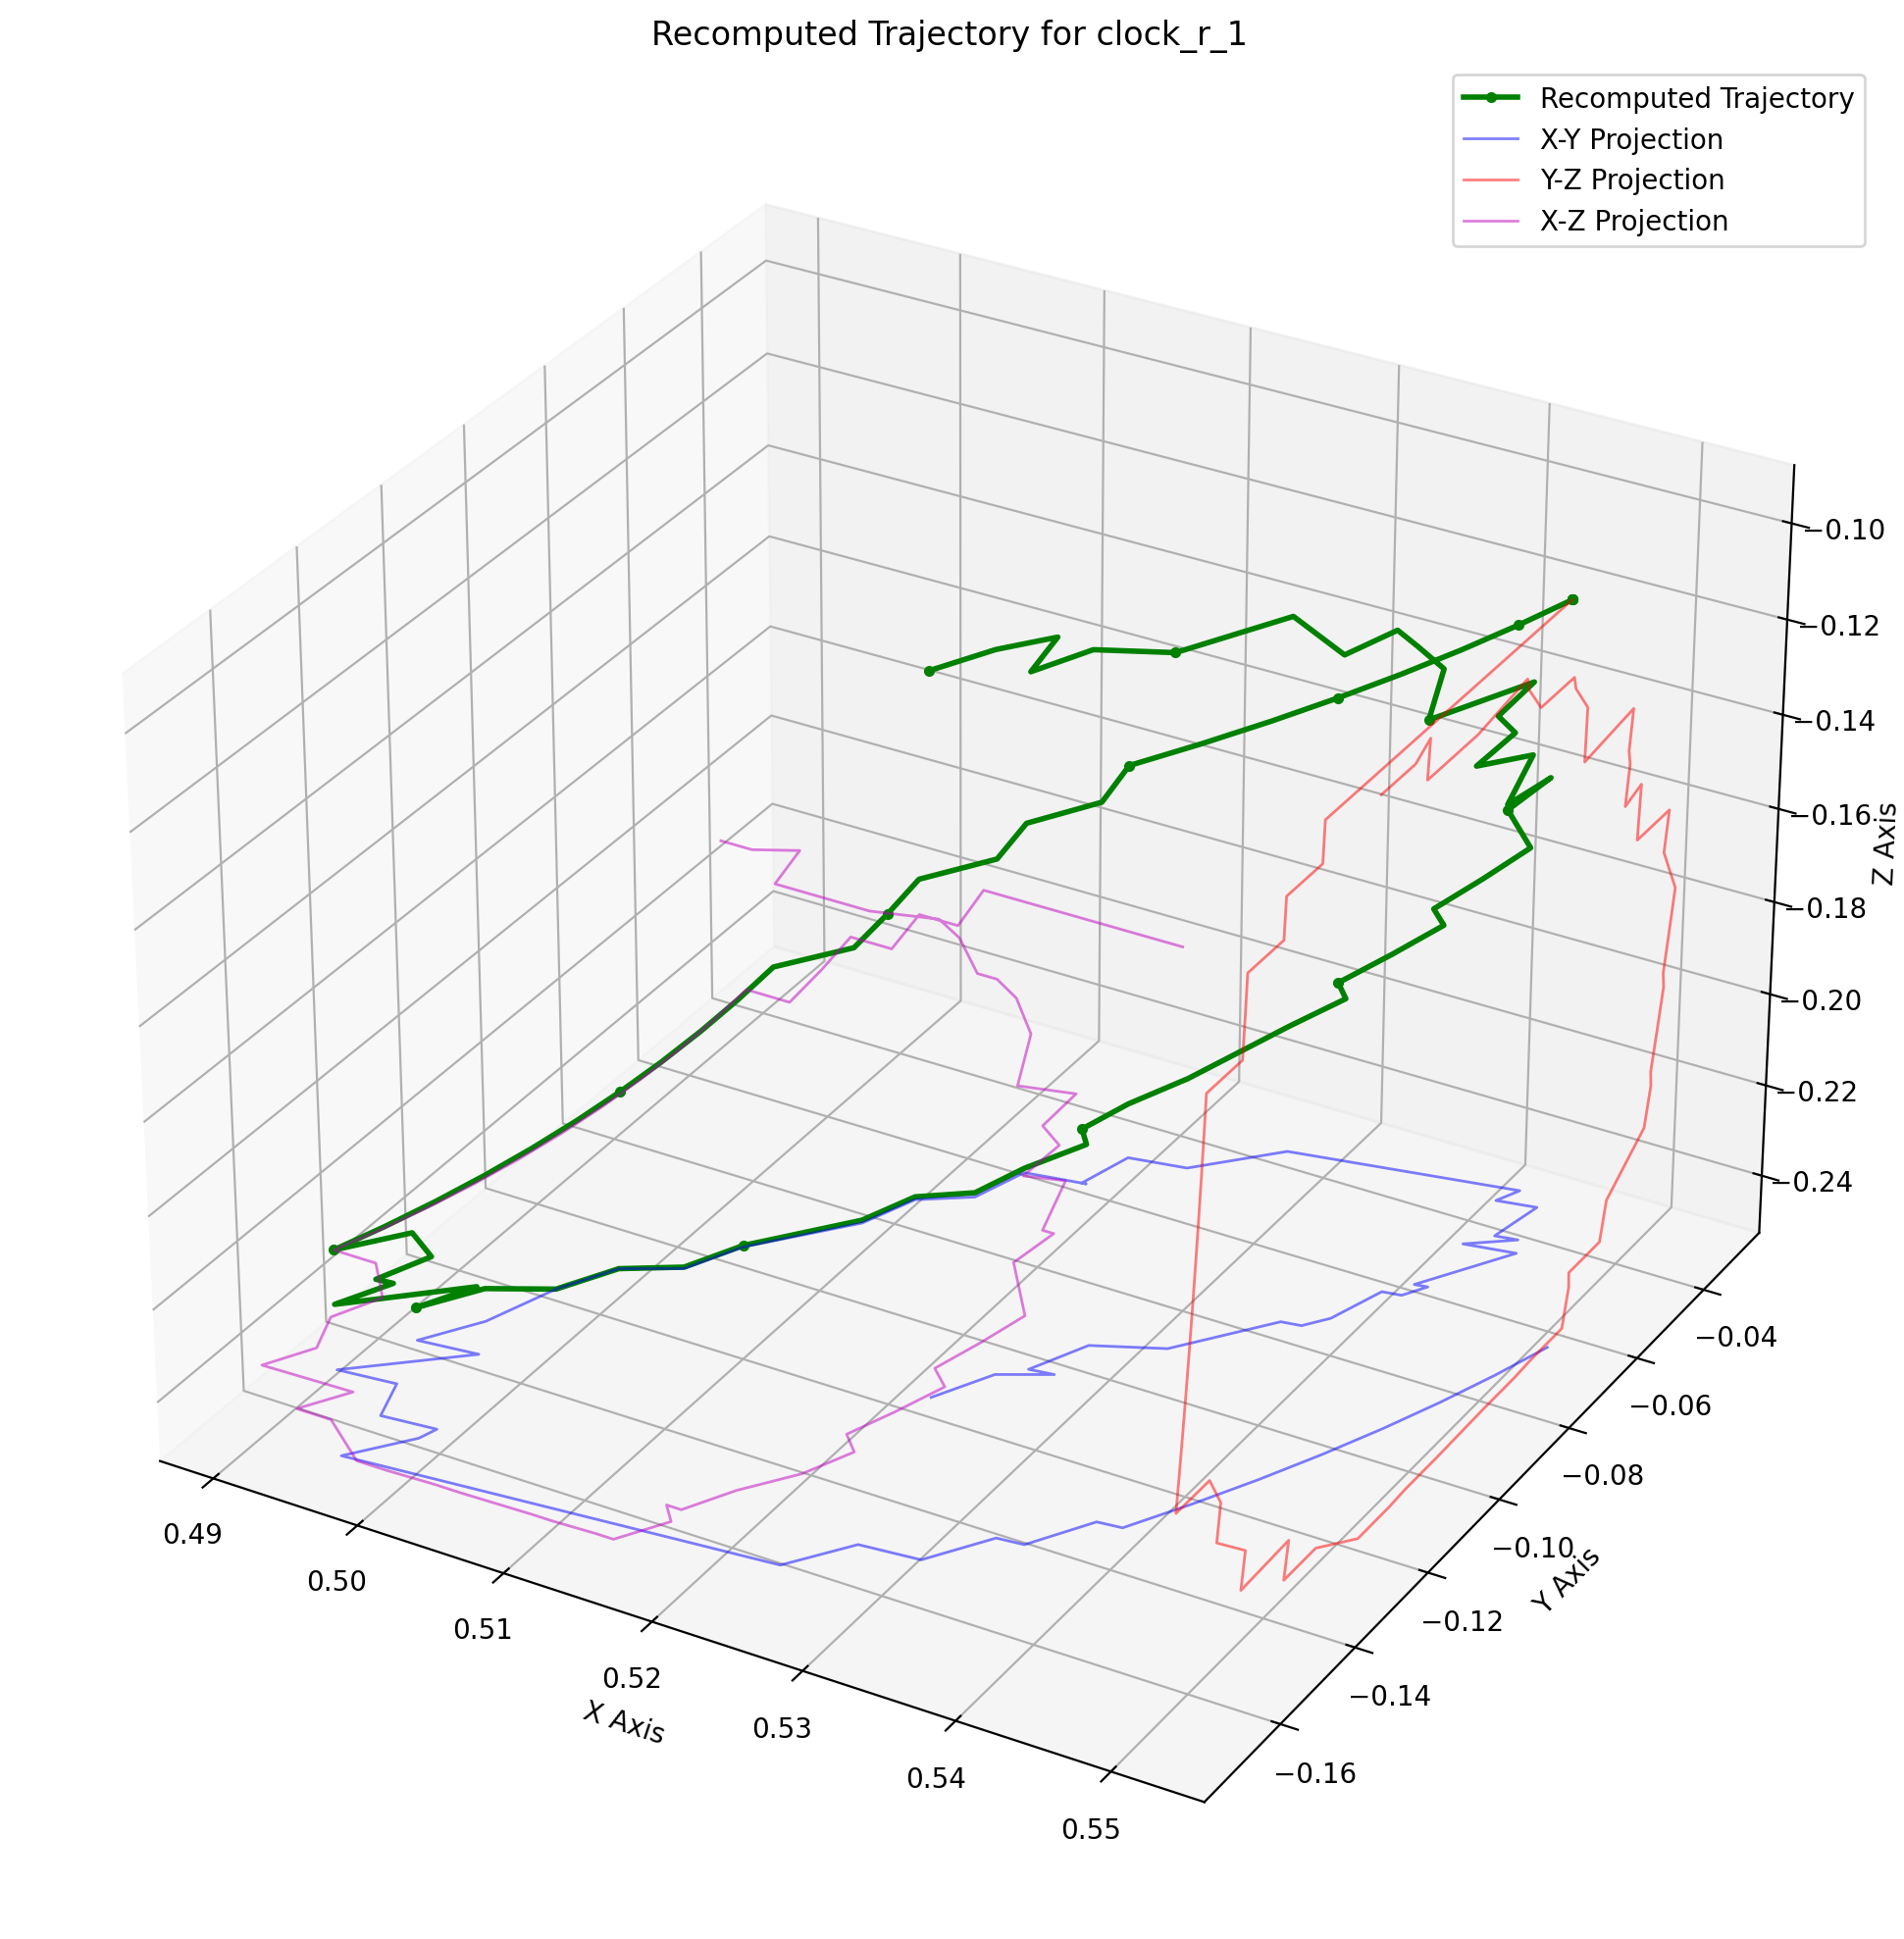 Recomputed Trajectory for clock_r_1
Recomputed Trajectory
X-Y Projection
Y-Z Projection
X-Z Projection
−0.10
−0.12
−0.14
−0.16
−0.18
−0.20
−0.22
−0.24
Z Axis
−0.04
−0.06
−0.08
−0.10
−0.12
−0.14
−0.16
Y Axis
0.49
0.50
0.51
0.52
0.53
0.54
0.55
X Axis